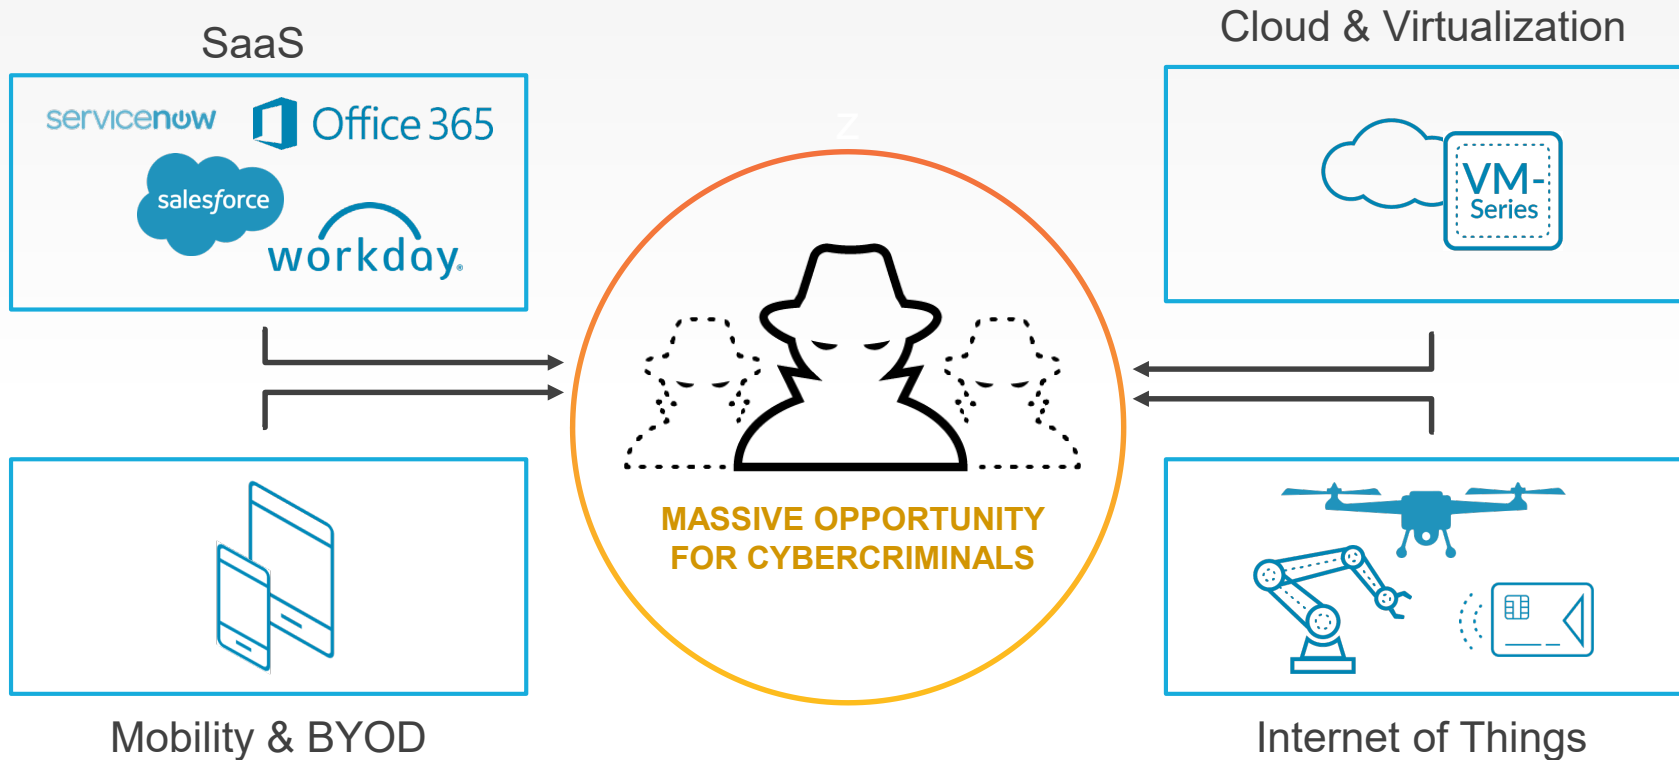 SaaS
servicenow
Office 365
salesforce
workday.
Cloud & Virtualization
VM-
Series
z
MASSIVE OPPORTUNITY
FOR CYBERCRIMINALS
Mobility & BYOD
Internet of Things